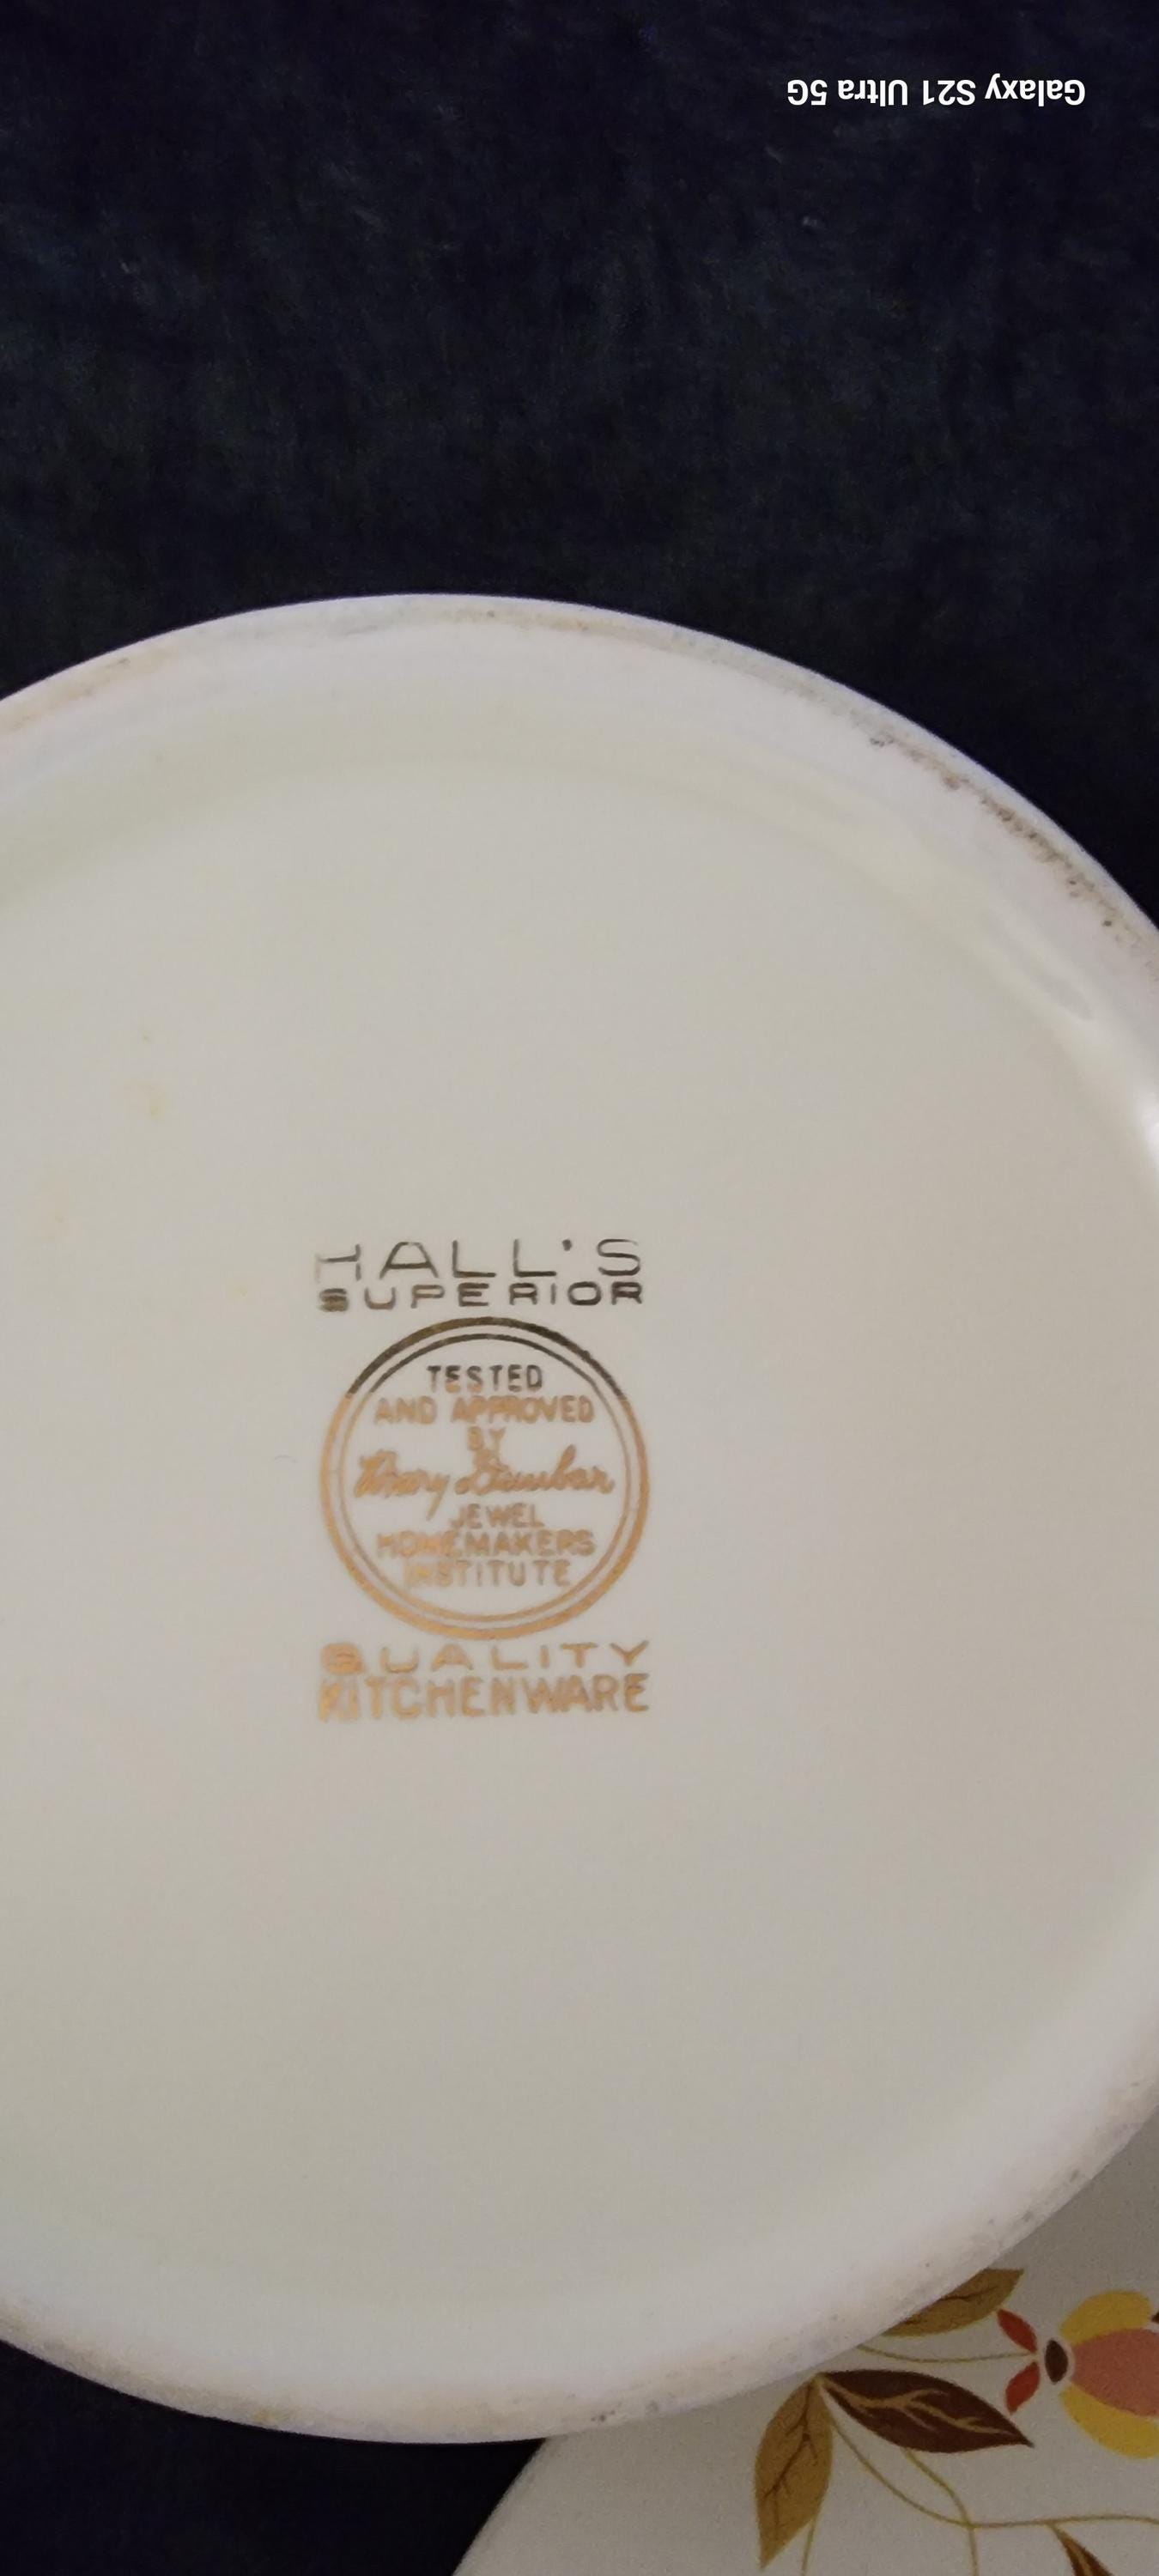 Galaxy S21 Ultra 5G
HALL'S
SUPERIOR
TESTED
AND APPROVED
BY
Mary Dunbar
JEWEL
HOMEMAKERS
INSTITUTE
QUALITY
KITCHENWARE